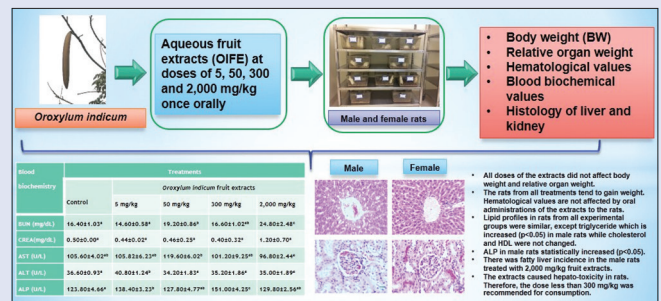 Oroxylum indicum
Aqueous fruit
extracts (OIFE) at
doses of 5, 50, 300
and 2,000 mg/kg
once orally
Male and female rats
• Body weight (BW)
• Relative organ weight
• Hematological values
• Blood biochemical
values
• Histology of liver and
kidney
Blood
biochemistry
Treatments
Oroxylum indicum fruit extracts
Control 5 mg/kg 50 mg/kg 300 mg/kg 2,000 mg/kg
BUN (mg/dL) 16.40±1.03ᵃ 14.60±0.58ᵃ 19.20±0.86ᵇ 16.60±1.02ᵃᵇ 24.80±2.48ᶜ
CREA(mg/dL) 0.50±0.00ᵃ 0.44±0.02ᵃ 0.46±0.25ᵃ 0.40±0.32ᵃ 1.20±0.70ᵃ
AST (U/L) 105.60±4.02ᵃᵇ 105.82±6.23ᵃᵇ 119.60±6.02ᵇ 101.20±9.25ᵃᵇ 96.80±2.44ᵃ
ALT (U/L) 36.60±0.93ᵃ 40.80±1.24ᵇ 34.20±1.83ᵃ 35.20±1.86ᵃ 35.00±1.89ᵃ
ALP (U/L) 123.80±4.66ᵃ 138.40±3.23ᵇ 127.80±4.77ᵃᵇ 151.00±4.23ᶜ 129.80±2.56ᵃᵇ
Male Female
• All doses of the extracts did not affect body
weight and relative organ weight.
• The rats from all treatments tend to gain weight.
Hematological values are not affected by oral
administrations of the extracts to the rats.
• Lipid profiles in rats from all experimental
groups were similar, except triglyceride which is
increased (p<0.05) in male rats while cholesterol
and HDL were not changed.
• ALP in male rats statistically increased (p<0.05).
• There was fatty liver incidence in the male rats
treated with 2,000 mg/kg fruit extracts.
• The extracts caused hepato-toxicity in rats.
Therefore, the dose less than 300 mg/kg was
recommended for consumption.